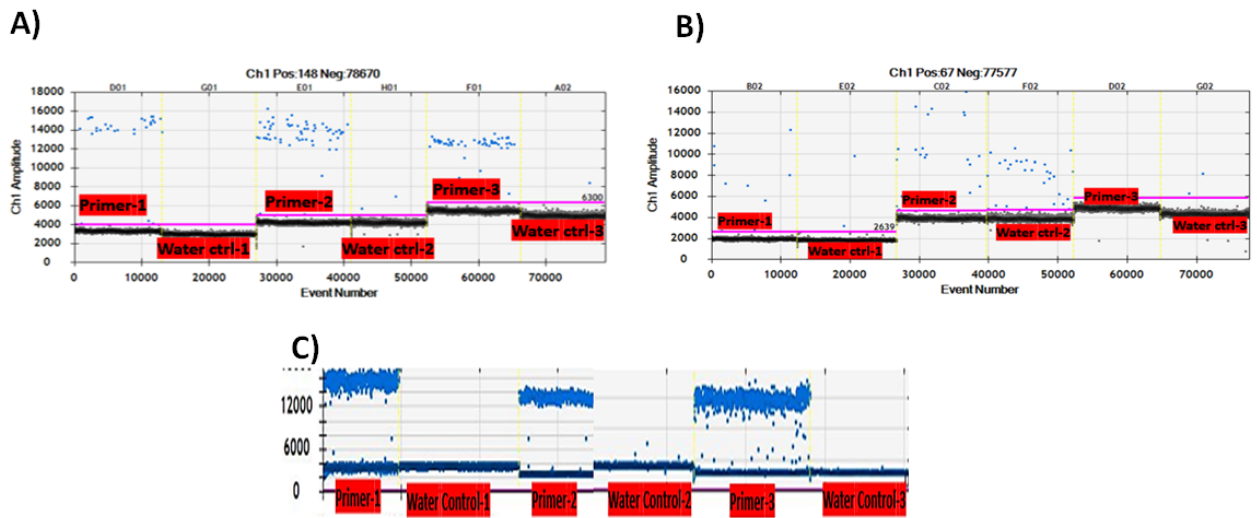 A)
Ch1 Pos:148 Neg:78670
D01 G01 E01 H01 F01 A02
18000
16000
14000
12000
10000
8000
6000
4000
2000
0
Ch1 Amplitude
Primer-1
Water ctrl-1
Primer-2
Water ctrl-2
Primer-3
6300
Water ctrl-3
0 10000 20000 30000 40000 50000 60000 70000
Event Number
B)
Ch1 Pos:67 Neg:77577
B02 E02 C02 F02 D02 G02
16000
14000
12000
10000
8000
6000
4000
2000
0
Ch1 Amplitude
Primer-1
2639
Water ctrl-1
Primer-2
Water ctrl-2
Primer-3
Water ctrl-3
0 10000 20000 30000 40000 50000 60000 70000
Event Number
C)
12000
6000
0
Primer-1 Water Control-1 Primer-2 Water Control-2 Primer-3 Water Control-3